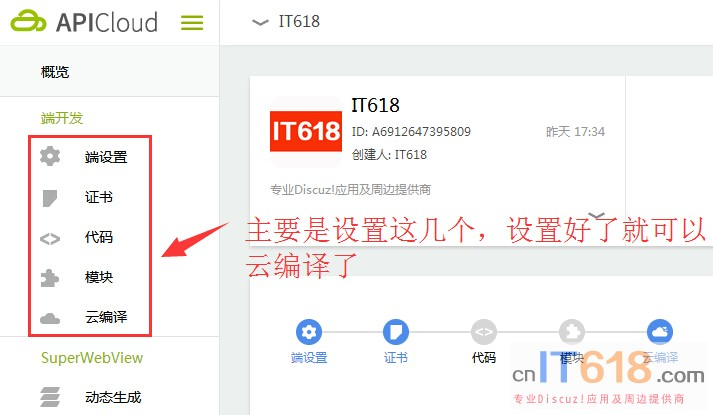 APICloud
IT618
概览
端开发
端设置
证书
代码
模块
云编译
SuperWebView
动态生成
IT618
IT618
ID: A6912647395809
昨天 17:34
创建人: IT618
专业Discuz!应用及周边提供商
主要是设置这几个，设置好了就可以
云编译了
端设置
证书
代码
模块
云编译
cnIT618.com
专业Discuz!应用及周边提供商